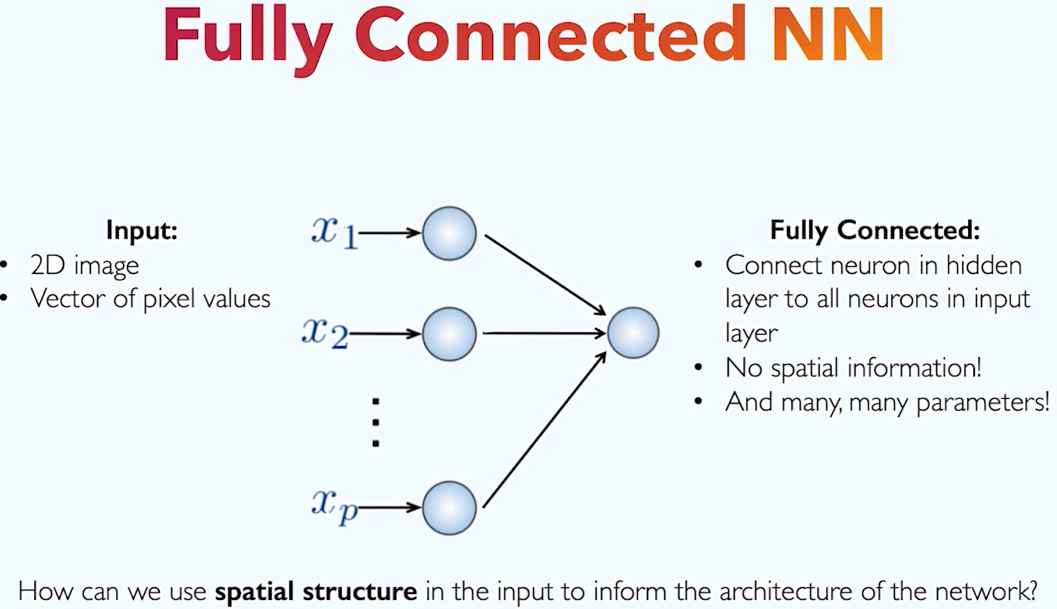 Fully Connected NN
Input:
• 2D image
• Vector of pixel values
x1
x2
xp
Fully Connected:
• Connect neuron in hidden
layer to all neurons in input
layer
• No spatial information!
• And many, many parameters!
How can we use spatial structure in the input to inform the architecture of the network?